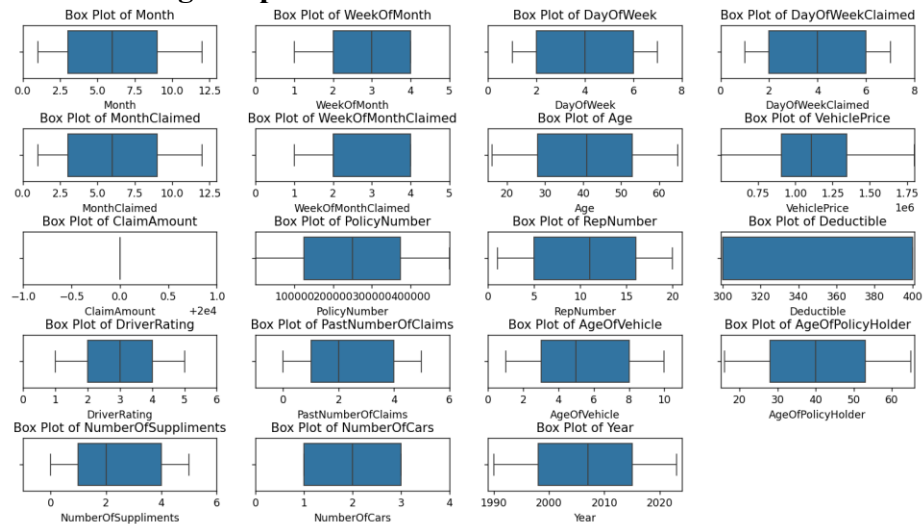 Box Plot of Month
Box Plot of WeekOfMonth
Box Plot of DayOfWeek
Box Plot of DayOfWeekClaimed
0.0 2.5 5.0 7.5 10.0 12.5
0 1 2 3 4 5
0 2 4 6 8
0 2 4 6 8
Month
WeekOfMonth
DayOfWeek
DayOfWeekClaimed
Box Plot of MonthClaimed
Box Plot of WeekOfMonthClaimed
Box Plot of Age
Box Plot of VehiclePrice
0.0 2.5 5.0 7.5 10.0 12.5
0 1 2 3 4 5
20 30 40 50 60
0.75 1.00 1.25 1.50 1.75
1e6
MonthClaimed
WeekOfMonthClaimed
Age
VehiclePrice
Box Plot of ClaimAmount
Box Plot of PolicyNumber
Box Plot of RepNumber
Box Plot of Deductible
-1.0 -0.5 0.0 0.5 1.0
+2e4
100000200000300000400000
0 5 10 15 20
300 320 340 360 380 400
ClaimAmount
PolicyNumber
RepNumber
Deductible
Box Plot of DriverRating
Box Plot of PastNumberOfClaims
Box Plot of AgeOfVehicle
Box Plot of AgeOfPolicyHolder
0 1 2 3 4 5 6
0 2 4 6
0 2 4 6 8 10
20 30 40 50 60
DriverRating
PastNumberOfClaims
AgeOfVehicle
AgeOfPolicyHolder
Box Plot of NumberOfSuppliments
Box Plot of NumberOfCars
Box Plot of Year
0 2 4 6
0 1 2 3 4
1990 2000 2010 2020
NumberOfSuppliments
NumberOfCars
Year